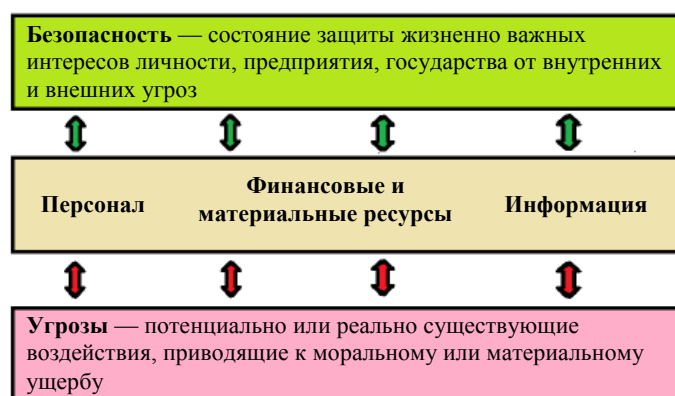 Безопасность — состояние защиты жизненно важных
интересов личности, предприятия, государства от внутренних
и внешних угроз
Персонал
Финансовые и
материальные ресурсы
Информация
Угрозы — потенциально или реально существующие
воздействия, приводящие к моральному или материальному
ущербу